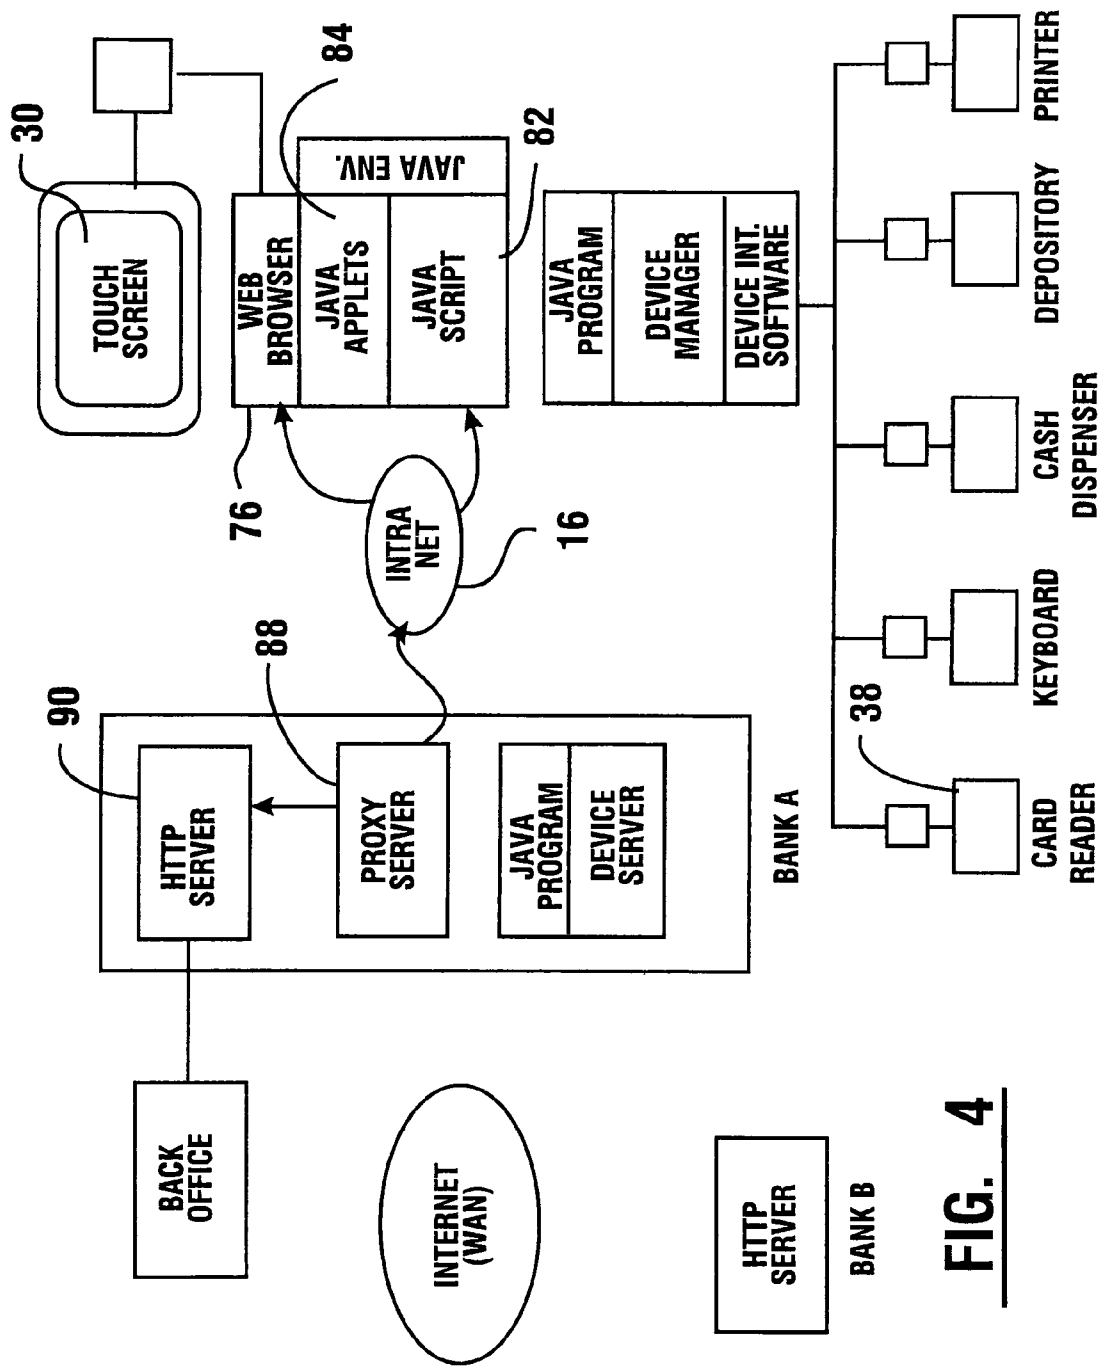 BACK
OFFICE
INTERNET
(WAN)
HTTP
SERVER
BANK B
FIG. 4
90
HTTP
SERVER
88
PROXY
SERVER
JAVA
PROGRAM
DEVICE
SERVER
BANK A
INTRA
NET
16
30
TOUCH
SCREEN
76
WEB
BROWSER
JAVA
APPLETS
JAVA
SCRIPT
JAVA ENV.
84
82
JAVA
PROGRAM
DEVICE
MANAGER
DEVICE INT.
SOFTWARE
38
CARD
READER
KEYBOARD
CASH
DISPENSER
DEPOSITORY
PRINTER